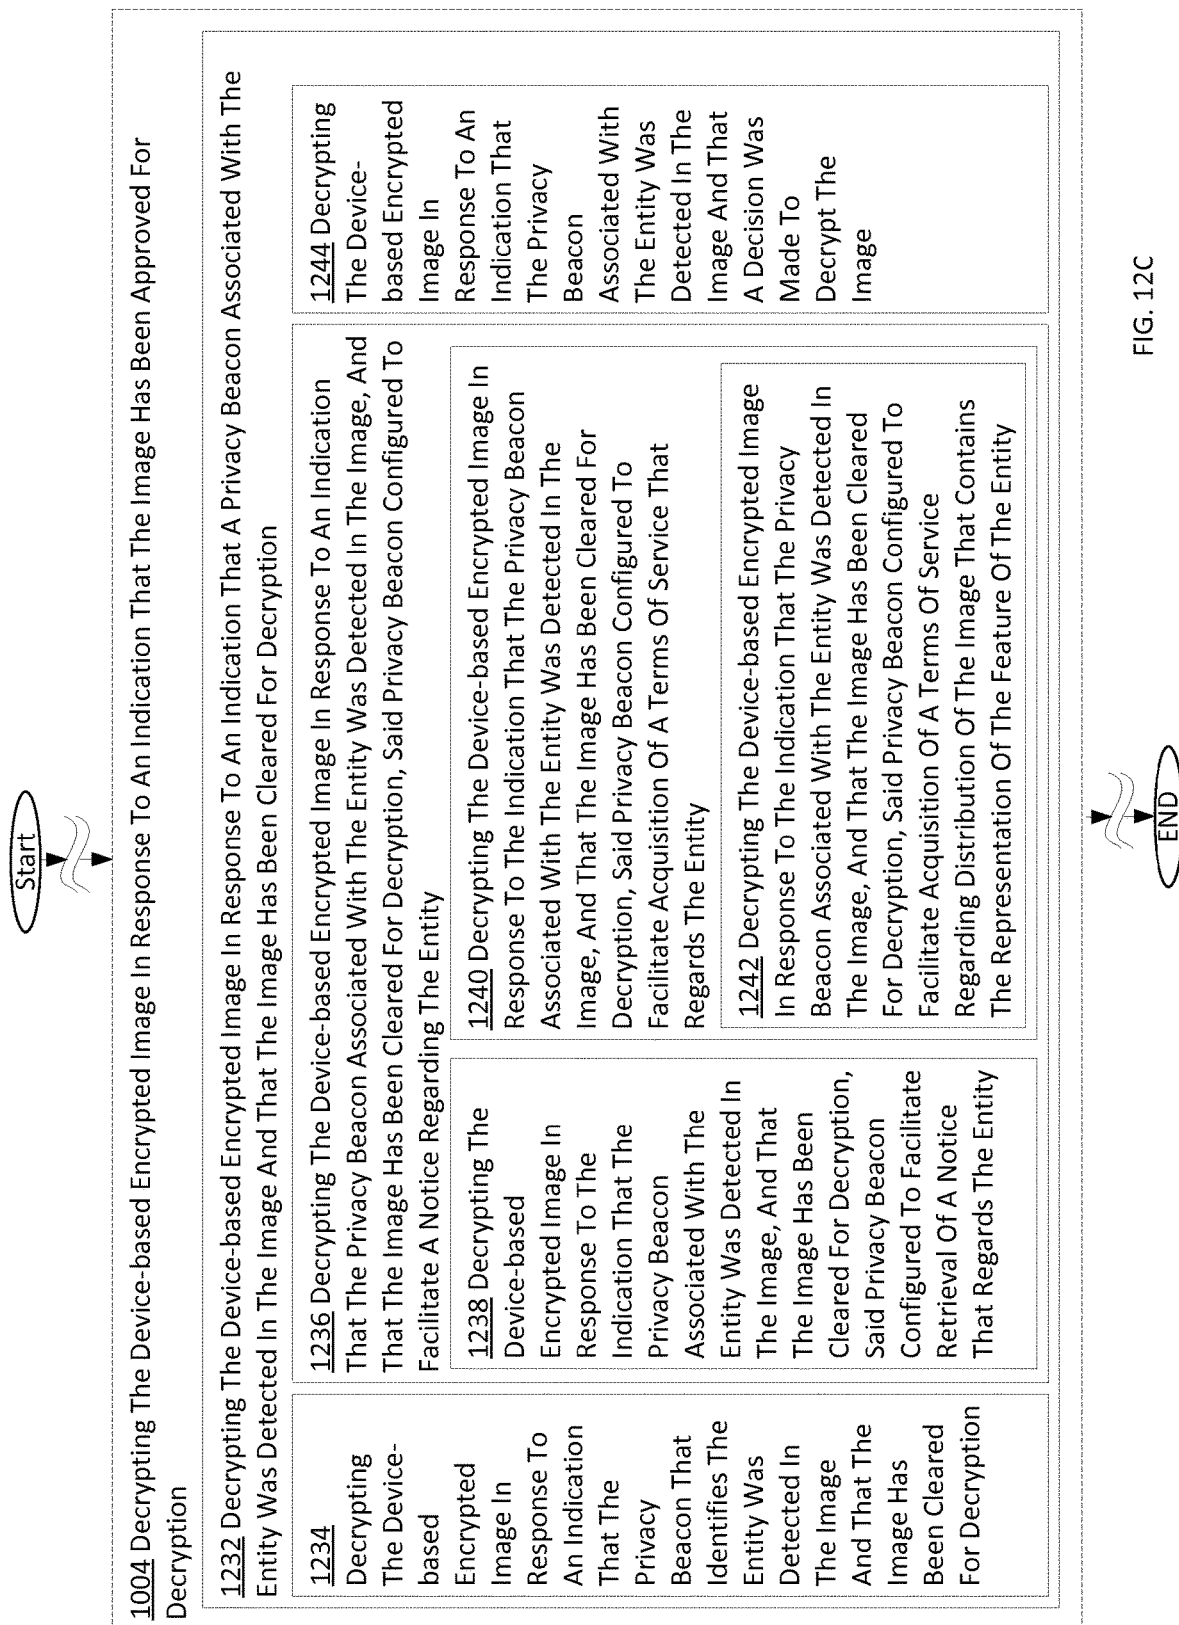 Start
1004 Decrypting The Device-based Encrypted Image In Response To An Indication That The Image Has Been Approved For
Decryption
1232 Decrypting The Device-based Encrypted Image In Response To An Indication That A Privacy Beacon Associated With The
Entity Was Detected In The Image And That The Image Has Been Cleared For Decryption
1234
Decrypting
The Device-
based
Encrypted
Image In
Response To
An Indication
That The
Privacy
Beacon That
Identifies The
Entity Was
Detected In
The Image
And That The
Image Has
Been Cleared
For Decryption
1236 Decrypting The Device-based Encrypted Image In Response To An Indication
That The Privacy Beacon Associated With The Entity Was Detected In The Image, And
That The Image Has Been Cleared For Decryption, Said Privacy Beacon Configured To
Facilitate A Notice Regarding The Entity
1238 Decrypting The
Device-based
Encrypted Image In
Response To The
Indication That The
Privacy Beacon
Associated With The
Entity Was Detected In
The Image, And That
The Image Has Been
Cleared For Decryption,
Said Privacy Beacon
Configured To Facilitate
Retrieval Of A Notice
That Regards The Entity
1240 Decrypting The Device-based Encrypted Image In
Response To The Indication That The Privacy Beacon
Associated With The Entity Was Detected In The
Image, And That The Image Has Been Cleared For
Decryption, Said Privacy Beacon Configured To
Facilitate Acquisition Of A Terms Of Service That
Regards The Entity
1242 Decrypting The Device-based Encrypted Image
In Response To The Indication That The Privacy
Beacon Associated With The Entity Was Detected In
The Image, And That The Image Has Been Cleared
For Decryption, Said Privacy Beacon Configured To
Facilitate Acquisition Of A Terms Of Service
Regarding Distribution Of The Image That Contains
The Representation Of The Feature Of The Entity
1244 Decrypting
The Device-
based Encrypted
Image In
Response To An
Indication That
The Privacy
Beacon
Associated With
The Entity Was
Detected In The
Image And That
A Decision Was
Made To
Decrypt The
Image
END
FIG. 12C